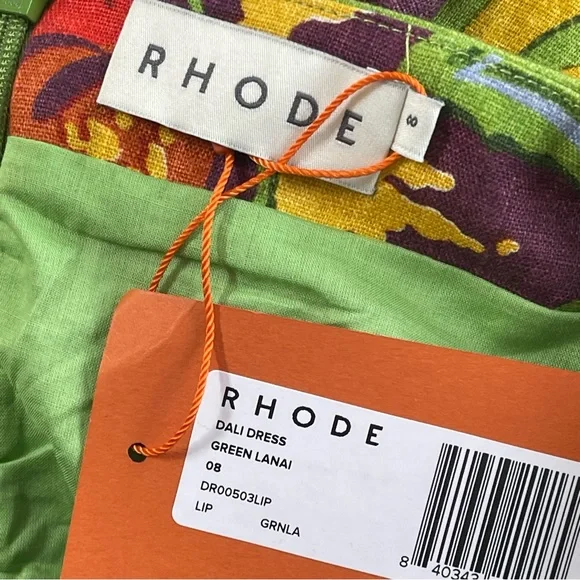 RHODE
8
RHODE
DALI DRESS
GREEN LANAI
08
DR00503LIP
LIP GRNLA
8 40343